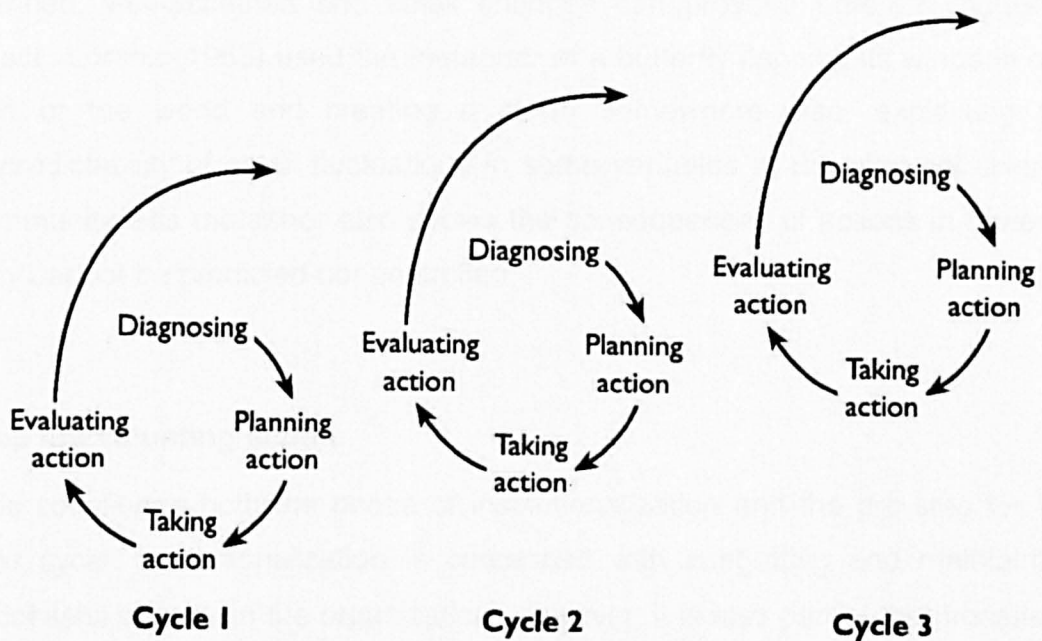 Diagnosing
Planning
action
Taking
action
Evaluating
action
Cycle
Diagnosing
Planning
action
Taking
action
Evaluating
action
Cycle 2
Diagnosing
Planning
action
Taking
action
Evaluating
action
Cycle 3